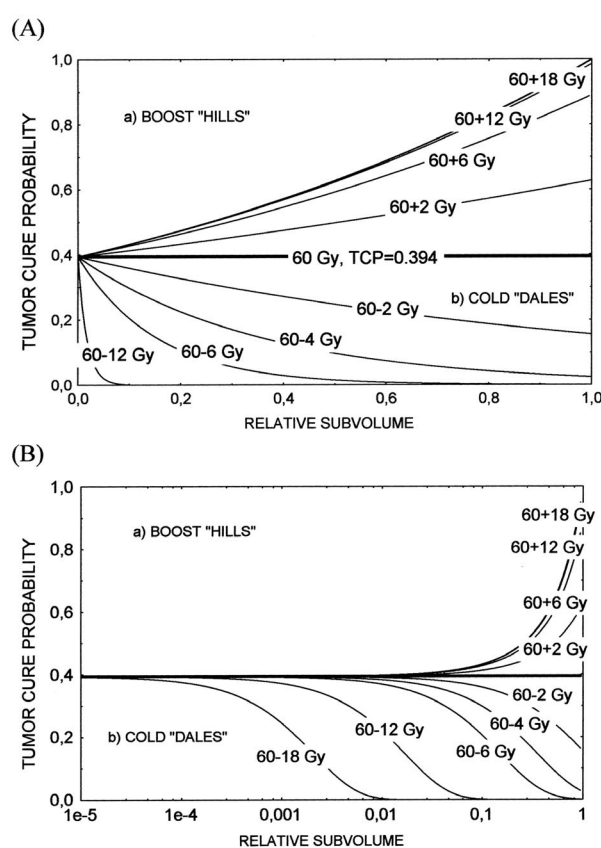 (A)
TUMOR CURE PROBABILITY
1,0
0,8
0,6
0,4
0,2
0,0
a) BOOST "HILLS"
60+18 Gy
60+12 Gy
60+6 Gy
60+2 Gy
60 Gy, TCP=0.394
b) COLD "DALES"
60-2 Gy
60-4 Gy
60-6 Gy
60-12 Gy
0,0 0,2 0,4 0,6 0,8 1,0
RELATIVE SUBVOLUME
(B)
TUMOR CURE PROBABILITY
1,0
0,8
0,6
0,4
0,2
0,0
a) BOOST "HILLS"
60+18 Gy
60+12 Gy
60+6 Gy
60+2 Gy
b) COLD "DALES"
60-2 Gy
60-4 Gy
60-6 Gy
60-12 Gy
60-18 Gy
1e-5 1e-4 0,001 0,01 0,1 1
RELATIVE SUBVOLUME